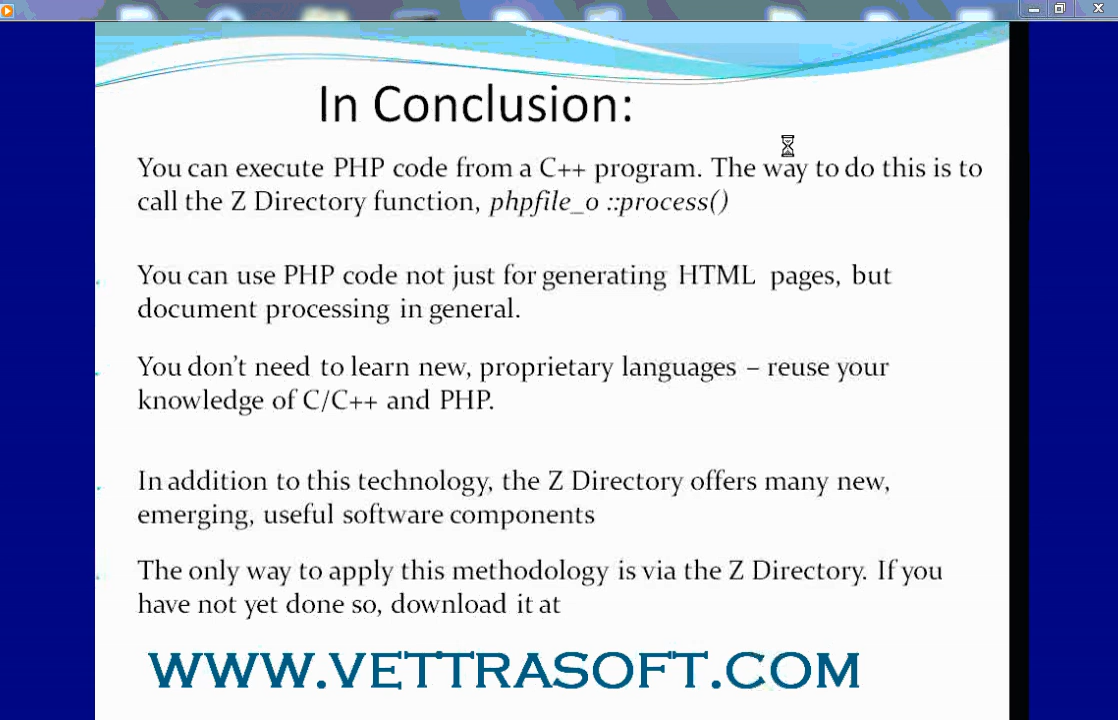 In Conclusion:
You can execute PHP code from a C++ program. The way to do this is to
call the Z Directory function, phpfile_o ::process()
You can use PHP code not just for generating HTML pages, but
document processing in general.
You don’t need to learn new, proprietary languages – reuse your
knowledge of C/C++ and PHP.
In addition to this technology, the Z Directory offers many new,
emerging, useful software components
The only way to apply this methodology is via the Z Directory. If you
have not yet done so, download it at
WWW.VETTRASOFT.COM